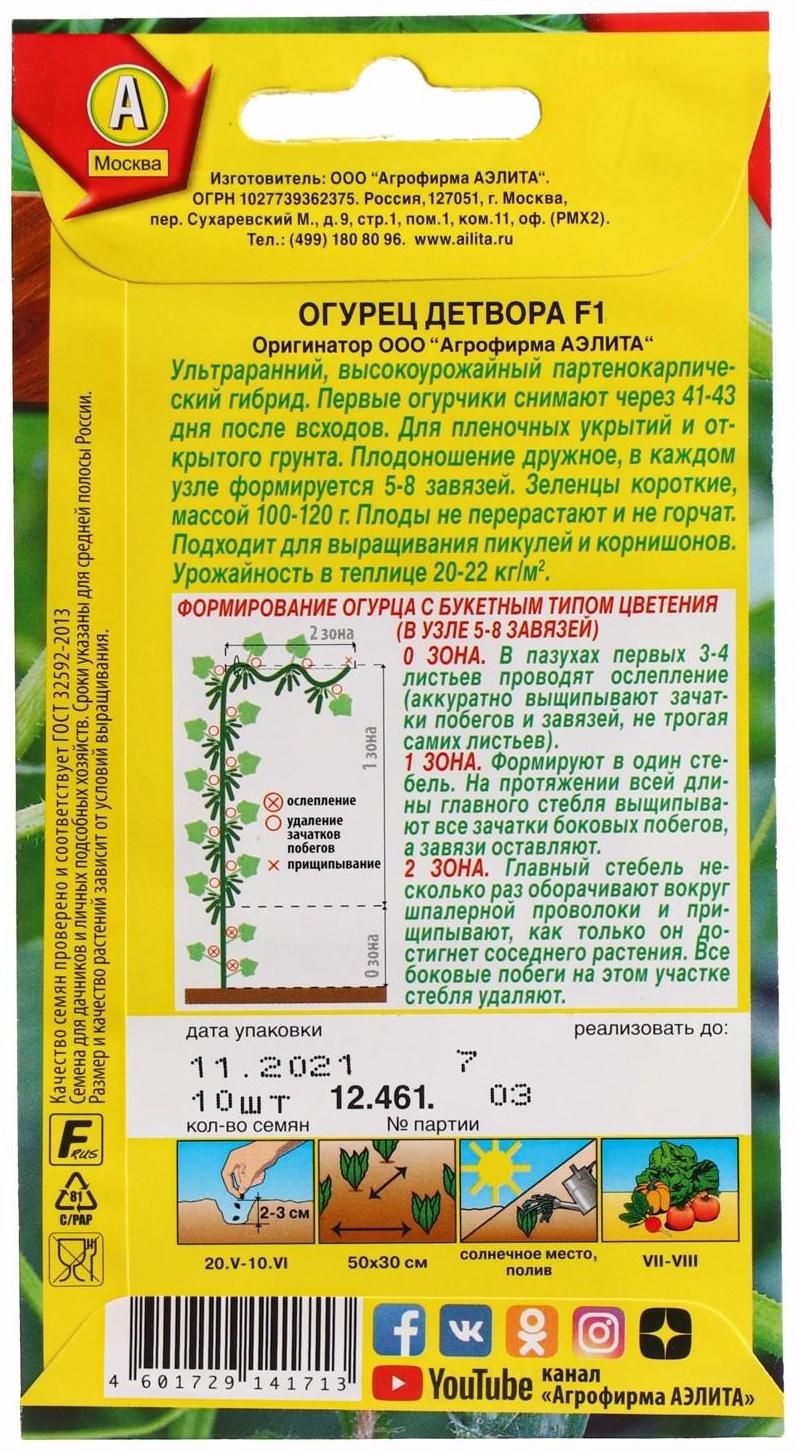 А
Москва
Изготовитель: ООО “Агрофирма АЭЛИТА“.
ОГРН 1027739362375. Россия,127051, г. Москва,
пер. Сухаревский М., д.9, стр.1, пом.1, ком.11, оф. (РМХ2).
Тел.: (499) 180 80 96. www.ailita.ru
ОГУРЕЦ ДЕТВОРА F1
Оригинатор ООО “Агрофирма АЭЛИТА“
Ультраранний, высокоурожайный партенокарпиче-
ский гибрид. Первые огурчики снимают через 41-43
дня после всходов. Для пленочных укрытий и от-
крытого грунта. Плодоношение дружное, в каждом
узле формируется 5-8 завязей. Зеленцы короткие,
массой 100-120 г. Плоды не перерастают и не горчат.
Подходит для выращивания пикулей и корнишонов.
Урожайность в теплице 20-22 кг/м².
ФОРМИРОВАНИЕ ОГУРЦА С БУКЕТНЫМ ТИПОМ ЦВЕТЕНИЯ
(В УЗЛЕ 5-8 ЗАВЯЗЕЙ)
2 зона
1 зона
0 зона
ослепление
удаление
зачатков
побегов
прищипывание
0 ЗОНА. В пазухах первых 3-4
листьев проводят ослепление
(аккуратно выщипывают зачат-
ки побегов и завязей, не трогая
самих листьев).
1 ЗОНА. Формируют в один сте-
бель. На протяжении всей дли-
ны главного стебля выщипыва-
ют все зачатки боковых побегов,
а завязи оставляют.
2 ЗОНА. Главный стебель не-
сколько раз оборачивают вокруг
шпалерной проволоки и при-
щипывают, как только он до-
стигнет соседнего растения. Все
боковые побеги на этом участке
стебля удаляют.
Качество семян проверено и соответствует ГОСТ 32592-2013
Семена для дачников и личных подсобных хозяйств. Сроки указаны для средней полосы России.
Размер и качество растений зависит от условий выращивания.
дата упаковки реализовать до:
11.2021 7
10шт 12.461. 03
кол-во семян № партии
F RUS
81
C/PAP
2-3 см
20.V-10.VI
50x30 см
солнечное место,
полив
VII-VIII
4 601729 141713
YouTube
канал
«Агрофирма АЭЛИТА»